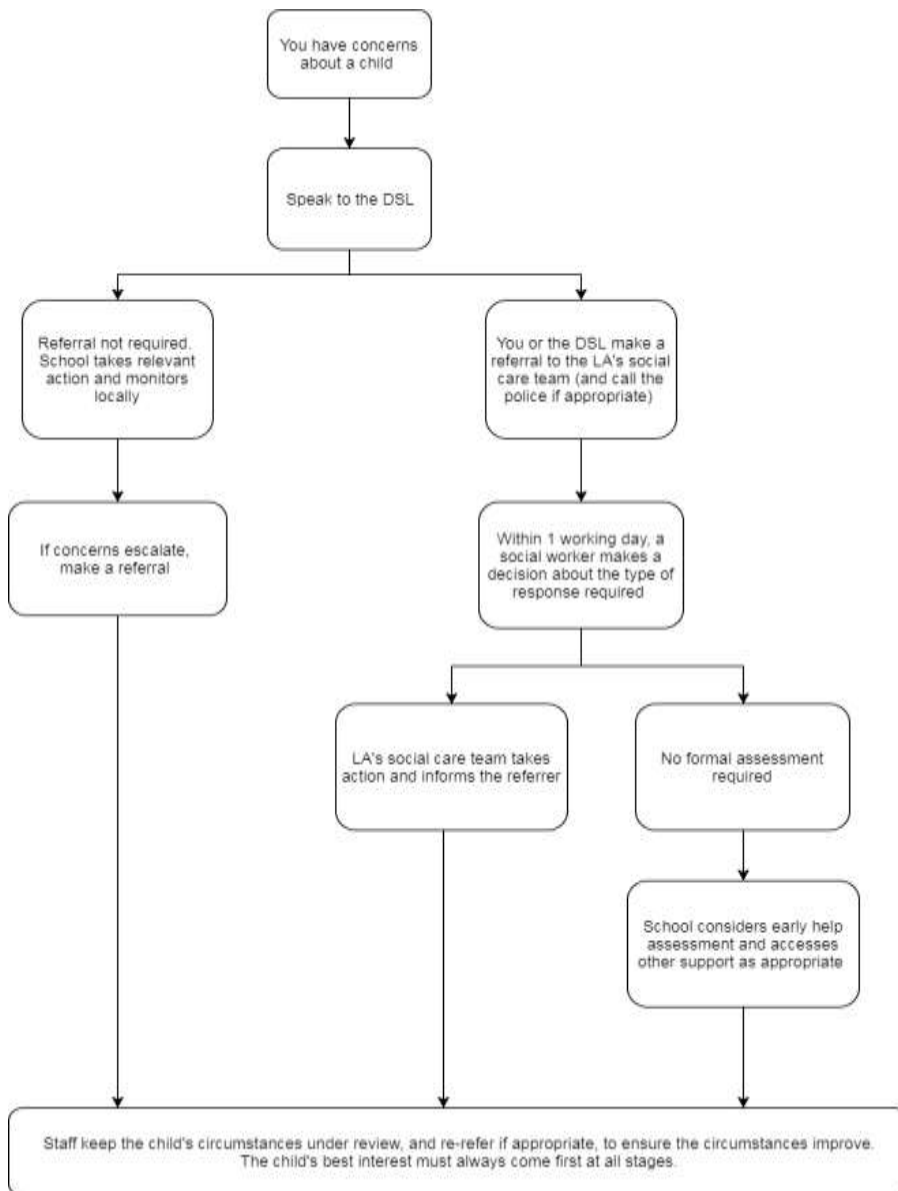 You have concerns
about a child
Speak to the DSL
Referral not required.
School takes relevant
action and monitors
locally
You or the DSL make a
referral to the LA's social
care team (and call the
police if appropriate)
If concerns escalate,
make a referral
Within 1 working day, a
social worker makes a
decision about the type of
response required
LA's social care team takes
action and informs the referrer
No formal assessment
required
School considers early help
assessment and accesses
other support as appropriate
Staff keep the child's circumstances under review, and re-refer if appropriate, to ensure the circumstances improve.
The child's best interest must always come first at all stages.